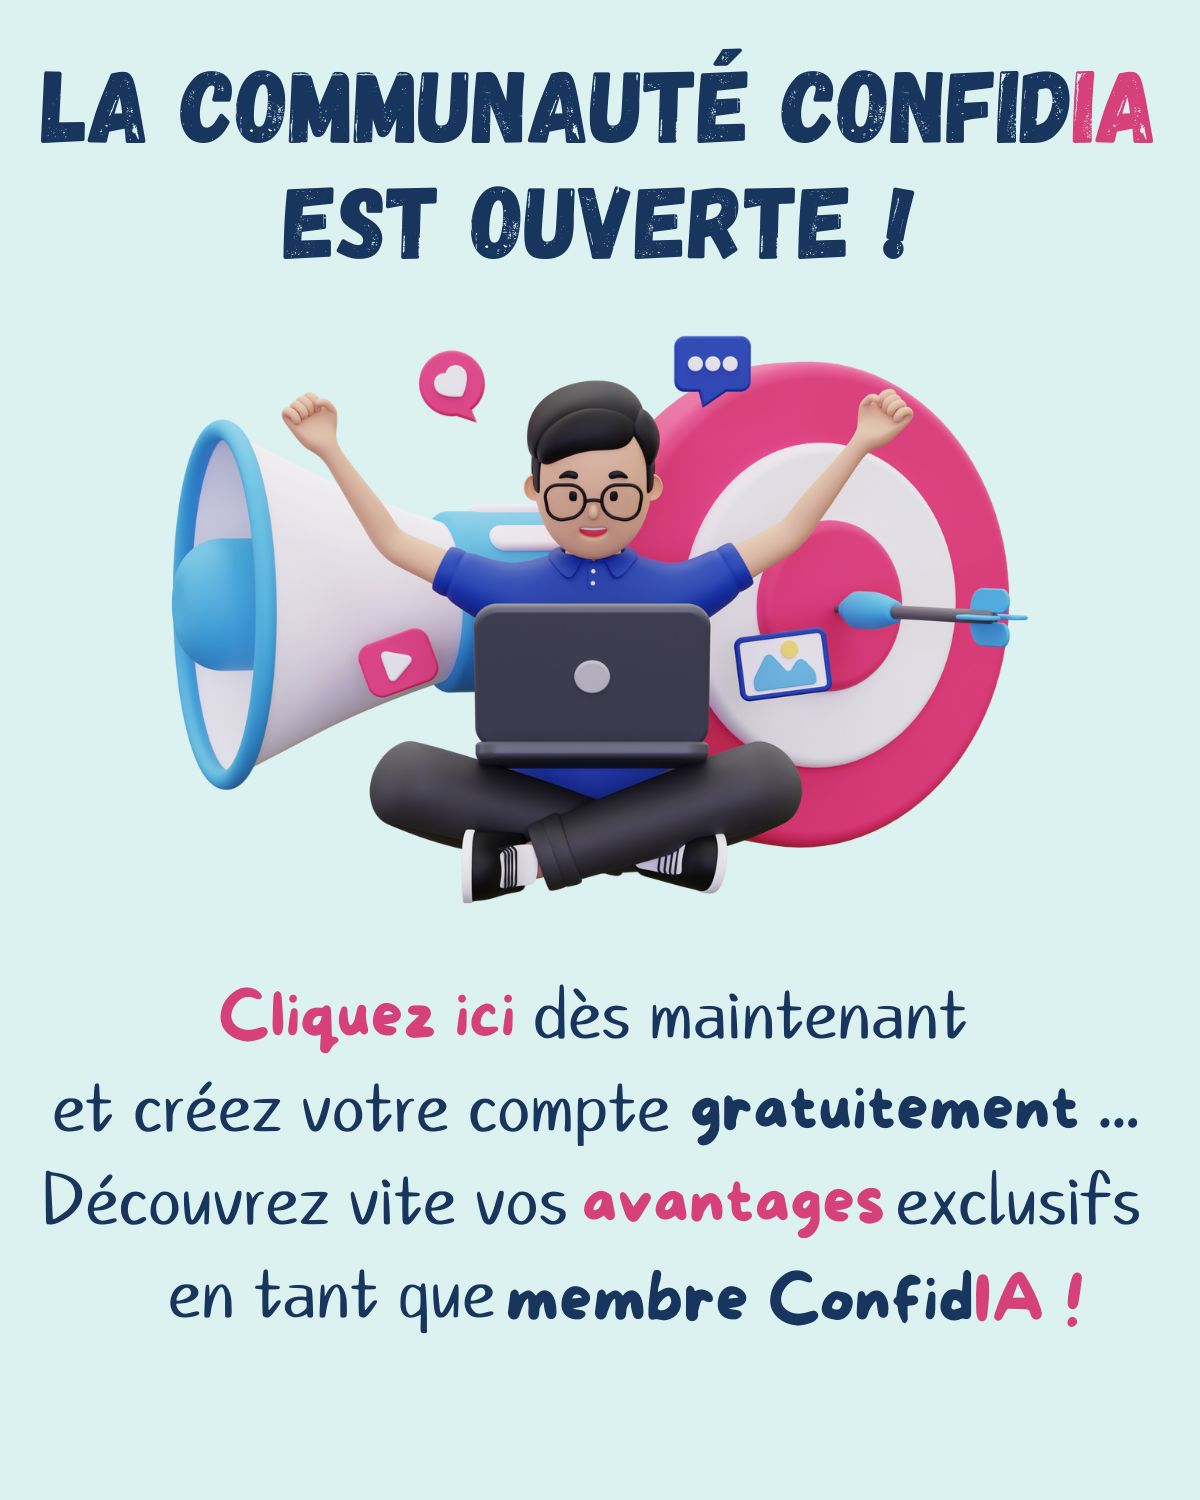 LA COMMUNAUTÉ CONFIDIA
EST OUVERTE !
Cliquez ici dès maintenant
et créez votre compte gratuitement ...
Découvrez vite vos avantages exclusifs
en tant que membre ConfidIA !